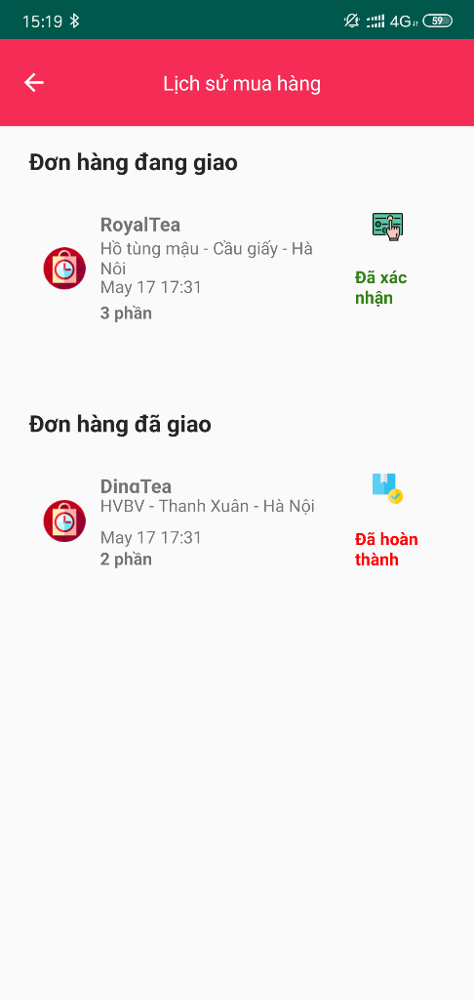 15:19
4G
59
Lịch sử mua hàng
Đơn hàng đang giao
RoyalTea
Hồ tùng mậu - Cầu giấy - Hà
Nôi
May 17 17:31
3 phần
Đã xác
nhận
Đơn hàng đã giao
DingTea
HVBV - Thanh Xuân - Hà Nội
May 17 17:31
2 phần
Đã hoàn
thành